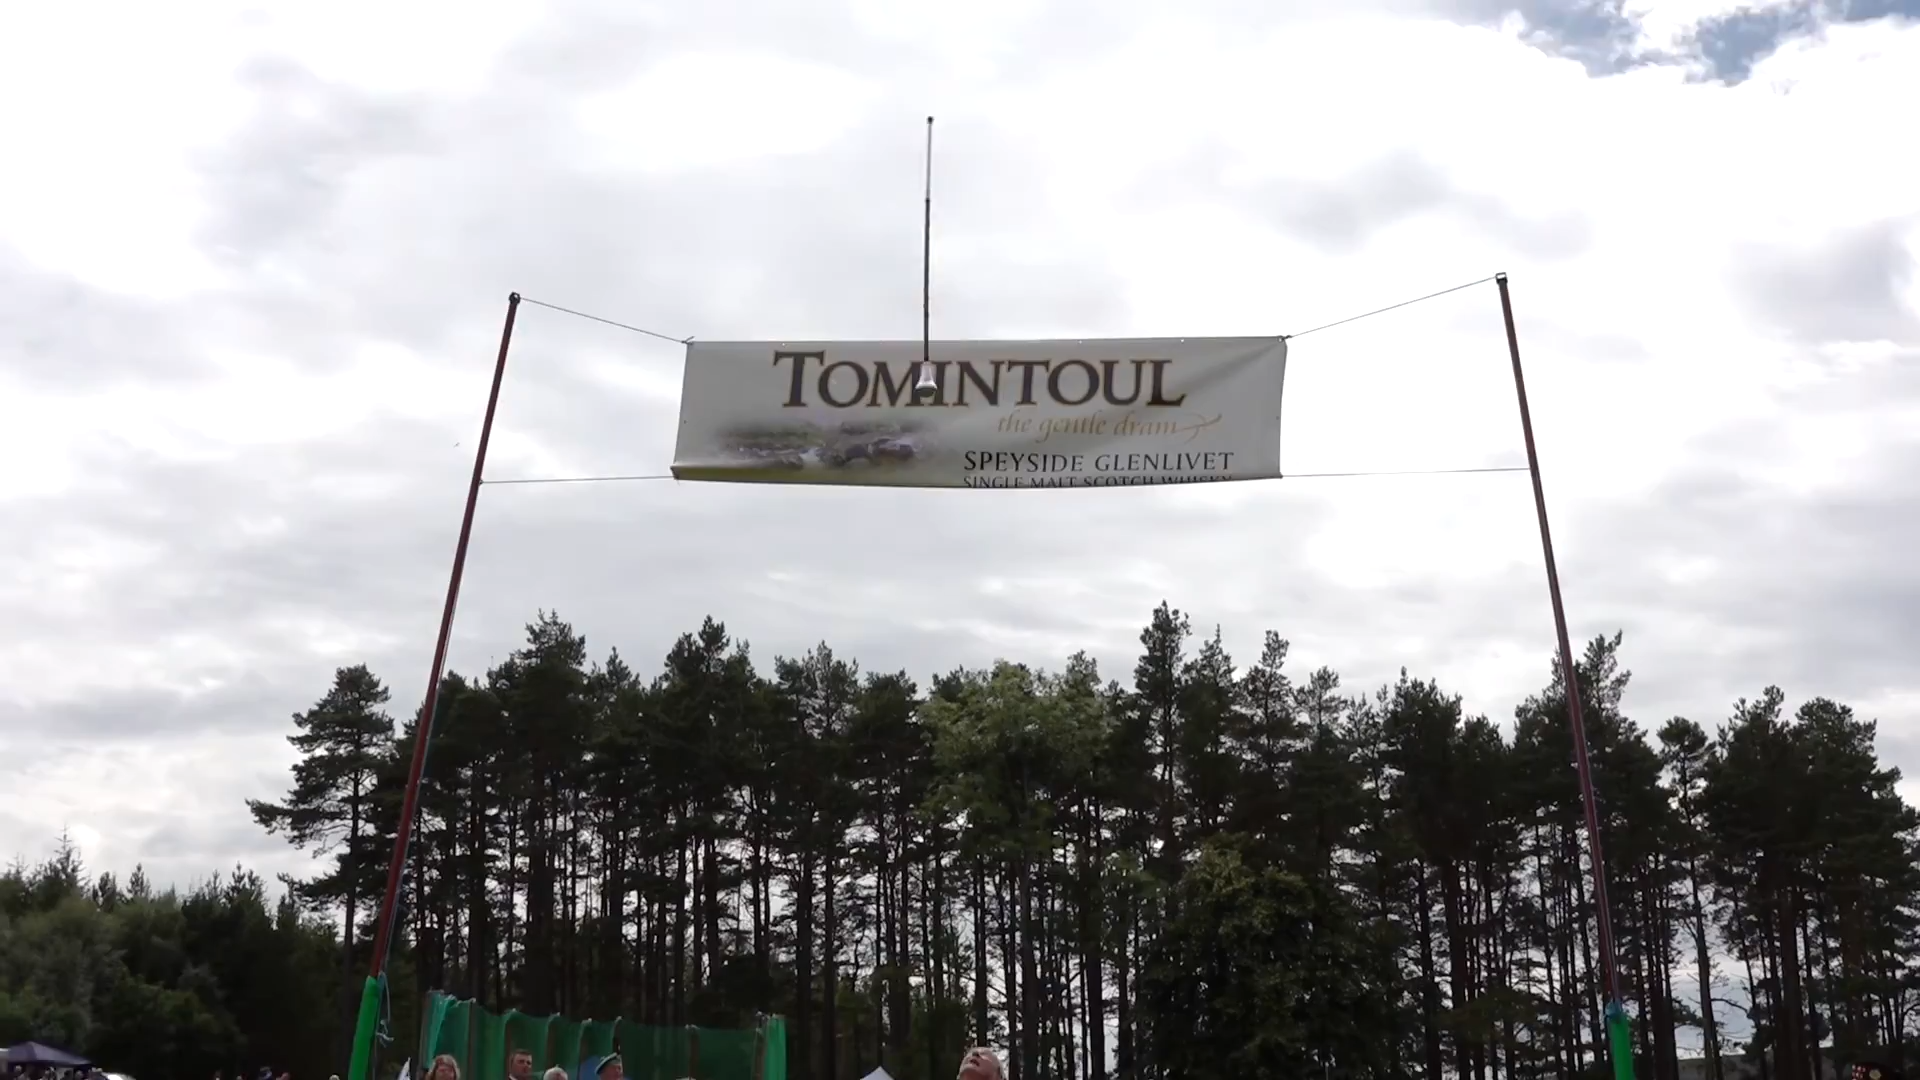 TOMINTOUL
the gentle dram
SPEYSIDE GLENLIVET
SINGLE MALT SCOTCH WHISKY